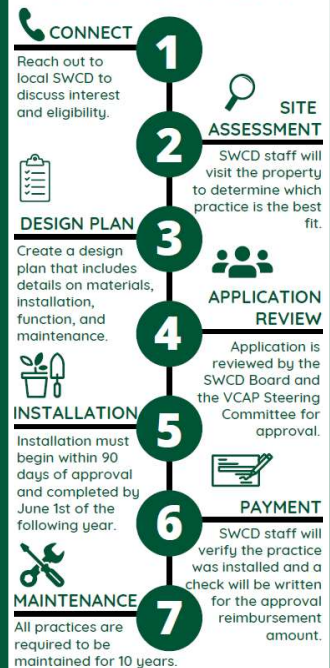 CONNECT
1
Reach out to
local SWCD to
discuss interest
and eligibility.
SITE
ASSESSMENT
2
SWCD staff will
visit the property
to determine which
practice is the best
fit.
DESIGN PLAN
3
Create a design
plan that includes
details on materials,
installation,
function, and
maintenance.
APPLICATION
REVIEW
4
Application is
reviewed by the
SWCD Board and
the VCAP Steering
Committee for
approval.
INSTALLATION
5
Installation must
begin within 90
days of approval
and completed by
June 1st of the
following year.
PAYMENT
6
SWCD staff will
verify the practice
was installed and a
check will be written
for the approval
reimbursement
amount.
MAINTENANCE
7
All practices are
required to be
maintained for 10 years.